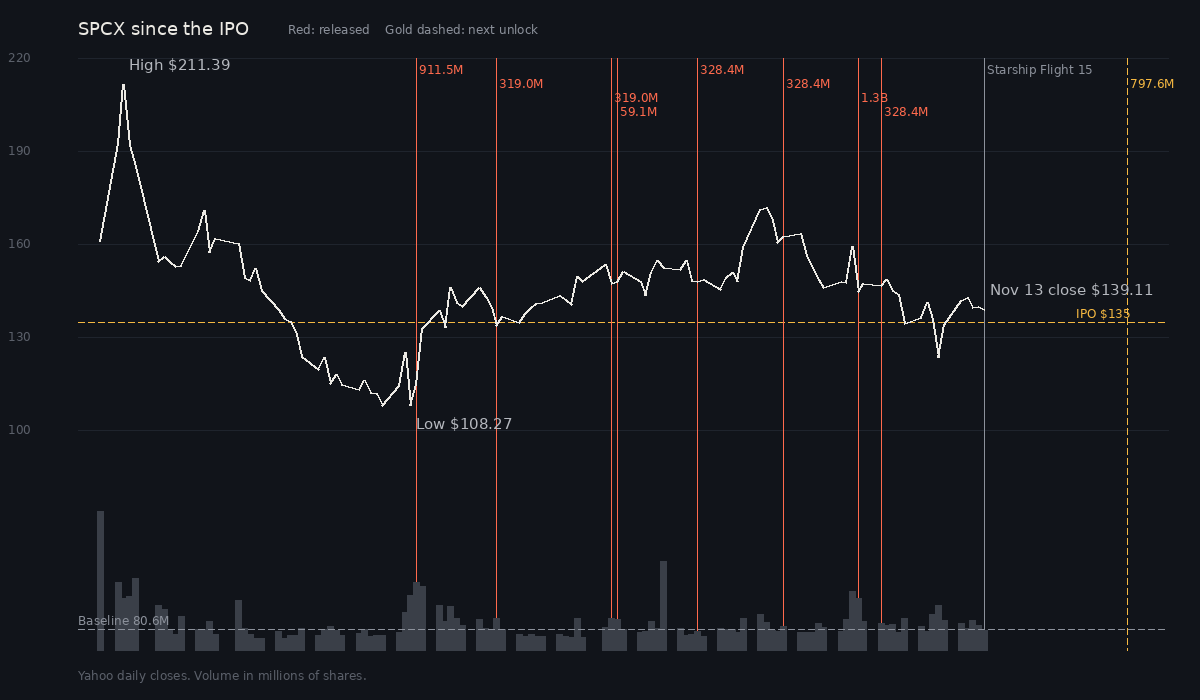 SPCX since the IPO
Red: released Gold dashed: next unlock
220
High $211.39
911.5M
328.4M
Starship Flight 15
319.0M
328.4M
797.6M
319.0M
1.3B
59.1M
328.4M
190
160
Nov 13 close $139.11
IPO $135
130
Low $108.27
100
Baseline 80.6M
Yahoo daily closes. Volume in millions of shares.